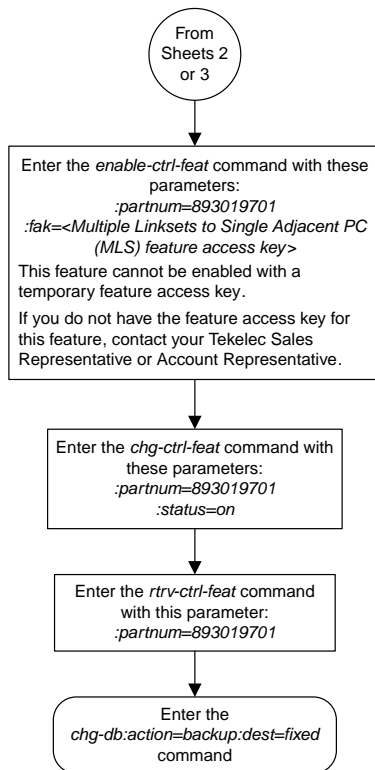 From
Sheets 2
or 3
Enter the enable-ctrl-feat command with these
parameters:
:partnum=893019701
:fak=<Multiple Linksets to Single Adjacent PC
(MLS) feature access key>
This feature cannot be enabled with a
temporary feature access key.
If you do not have the feature access key for
this feature, contact your Tekelec Sales
Representative or Account Representative.
Enter the chg-ctrl-feat command with
these parameters:
:partnum=893019701
:status=on
Enter the rtrv-ctrl-feat command
with this parameter:
:partnum=893019701
Enter the
chg-db:action=backup:dest=fixed
command